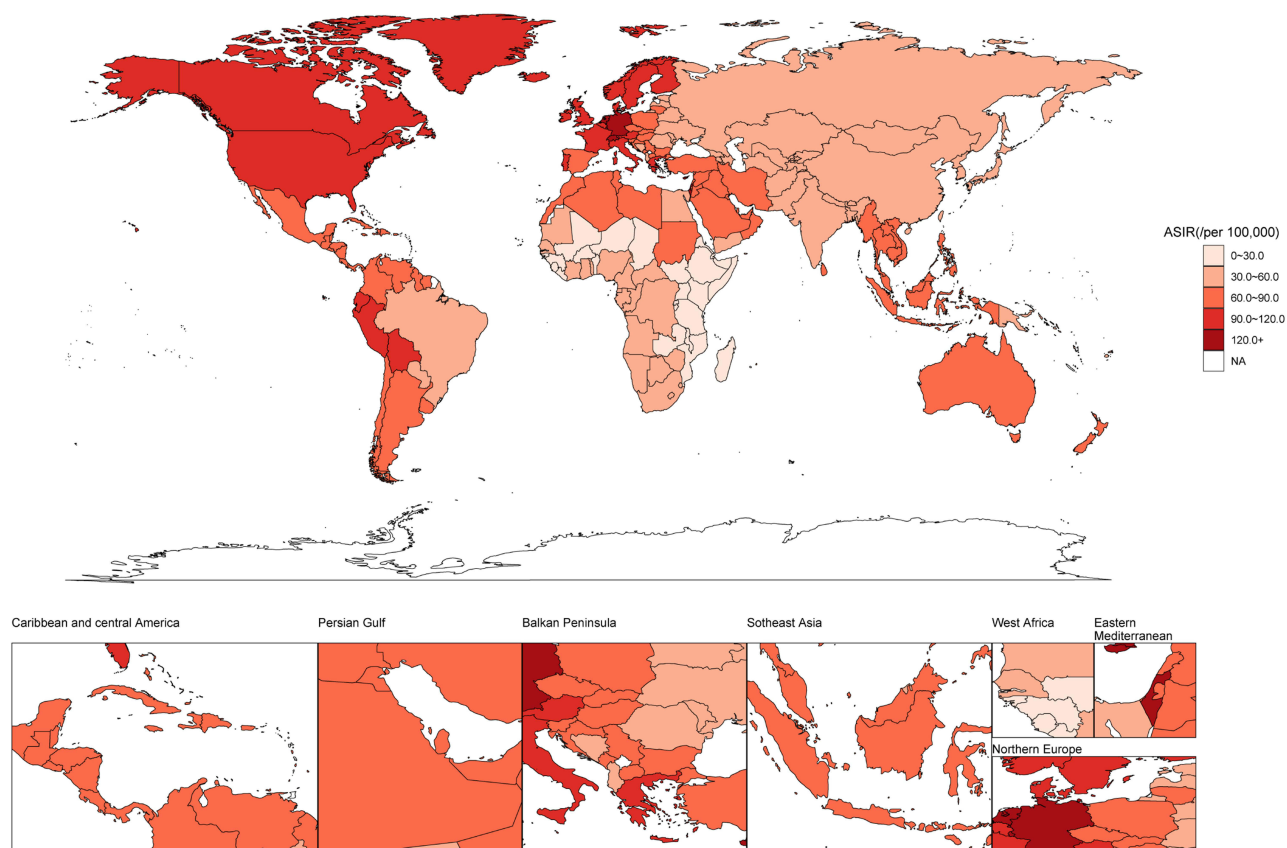 ASIR(/per 100,000)
0~30.0
30.0~60.0
60.0~90.0
90.0~120.0
120.0+
NA
Caribbean and central America
Persian Gulf
Balkan Peninsula
Sotheast Asia
West Africa
Eastern
Mediterranean
Northern Europe